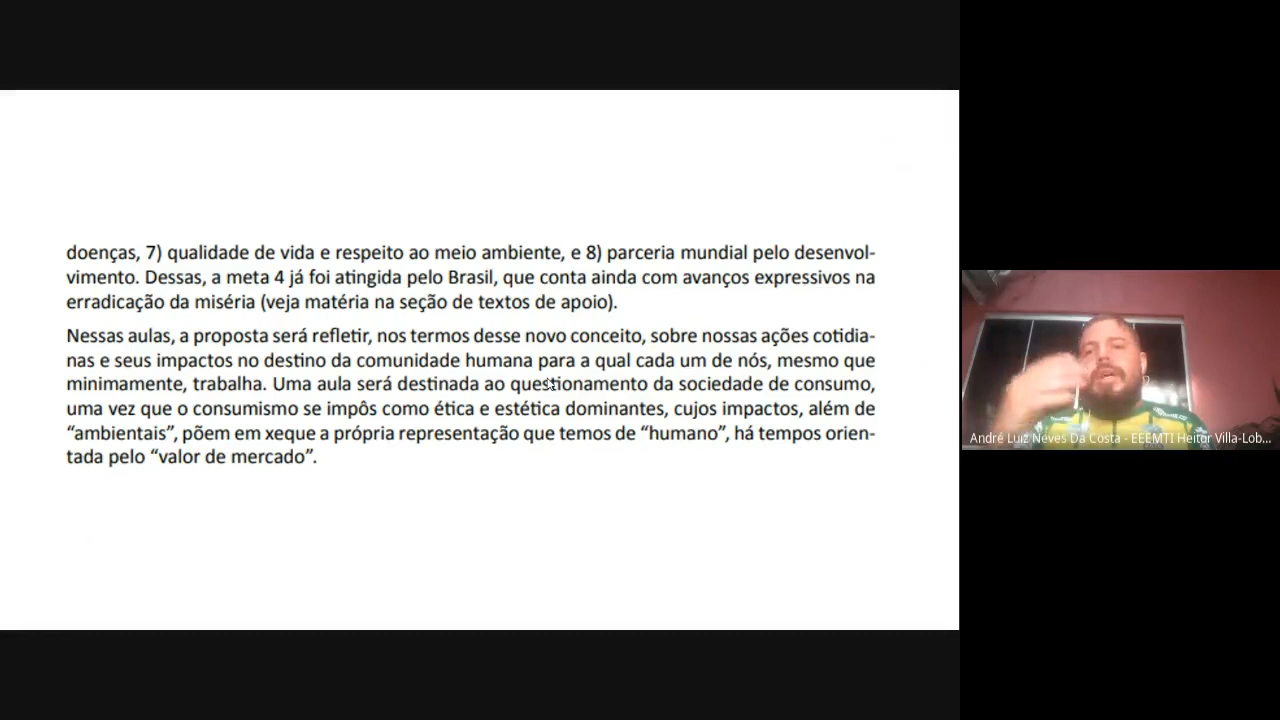 doenças, 7) qualidade de vida e respeito ao meio ambiente, e 8) parceria mundial pelo desenvol-
vimento. Dessas, a meta 4 já foi atingida pelo Brasil, que conta ainda com avanços expressivos na
erradicação da miséria (veja matéria na seção de textos de apoio).
Nessas aulas, a proposta será refletir, nos termos desse novo conceito, sobre nossas ações cotidia-
nas e seus impactos no destino da comunidade humana para a qual cada um de nós, mesmo que
minimamente, trabalha. Uma aula será destinada ao questionamento da sociedade de consumo,
uma vez que o consumismo se impôs como ética e estética dominantes, cujos impactos, além de
“ambientais”, põem em xeque a própria representação que temos de “humano”, há tempos orien-
tada pelo “valor de mercado”.
André Luiz Neves Da Costa - EEEMTI Heitor Villa-Lob...